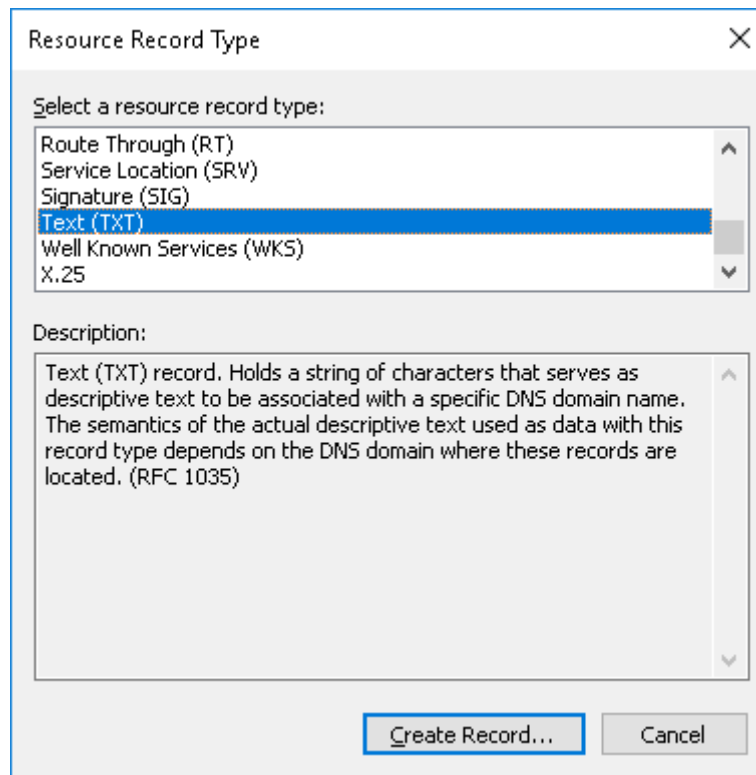 Resource Record Type
Select a resource record type:
Route Through (RT)
Service Location (SRV)
Signature (SIG)
Text (TXT)
Well Known Services (WKS)
X.25
Description:
Text (TXT) record. Holds a string of characters that serves as
descriptive text to be associated with a specific DNS domain name.
The semantics of the actual descriptive text used as data with this
record type depends on the DNS domain where these records are
located. (RFC 1035)
Create Record...
Cancel